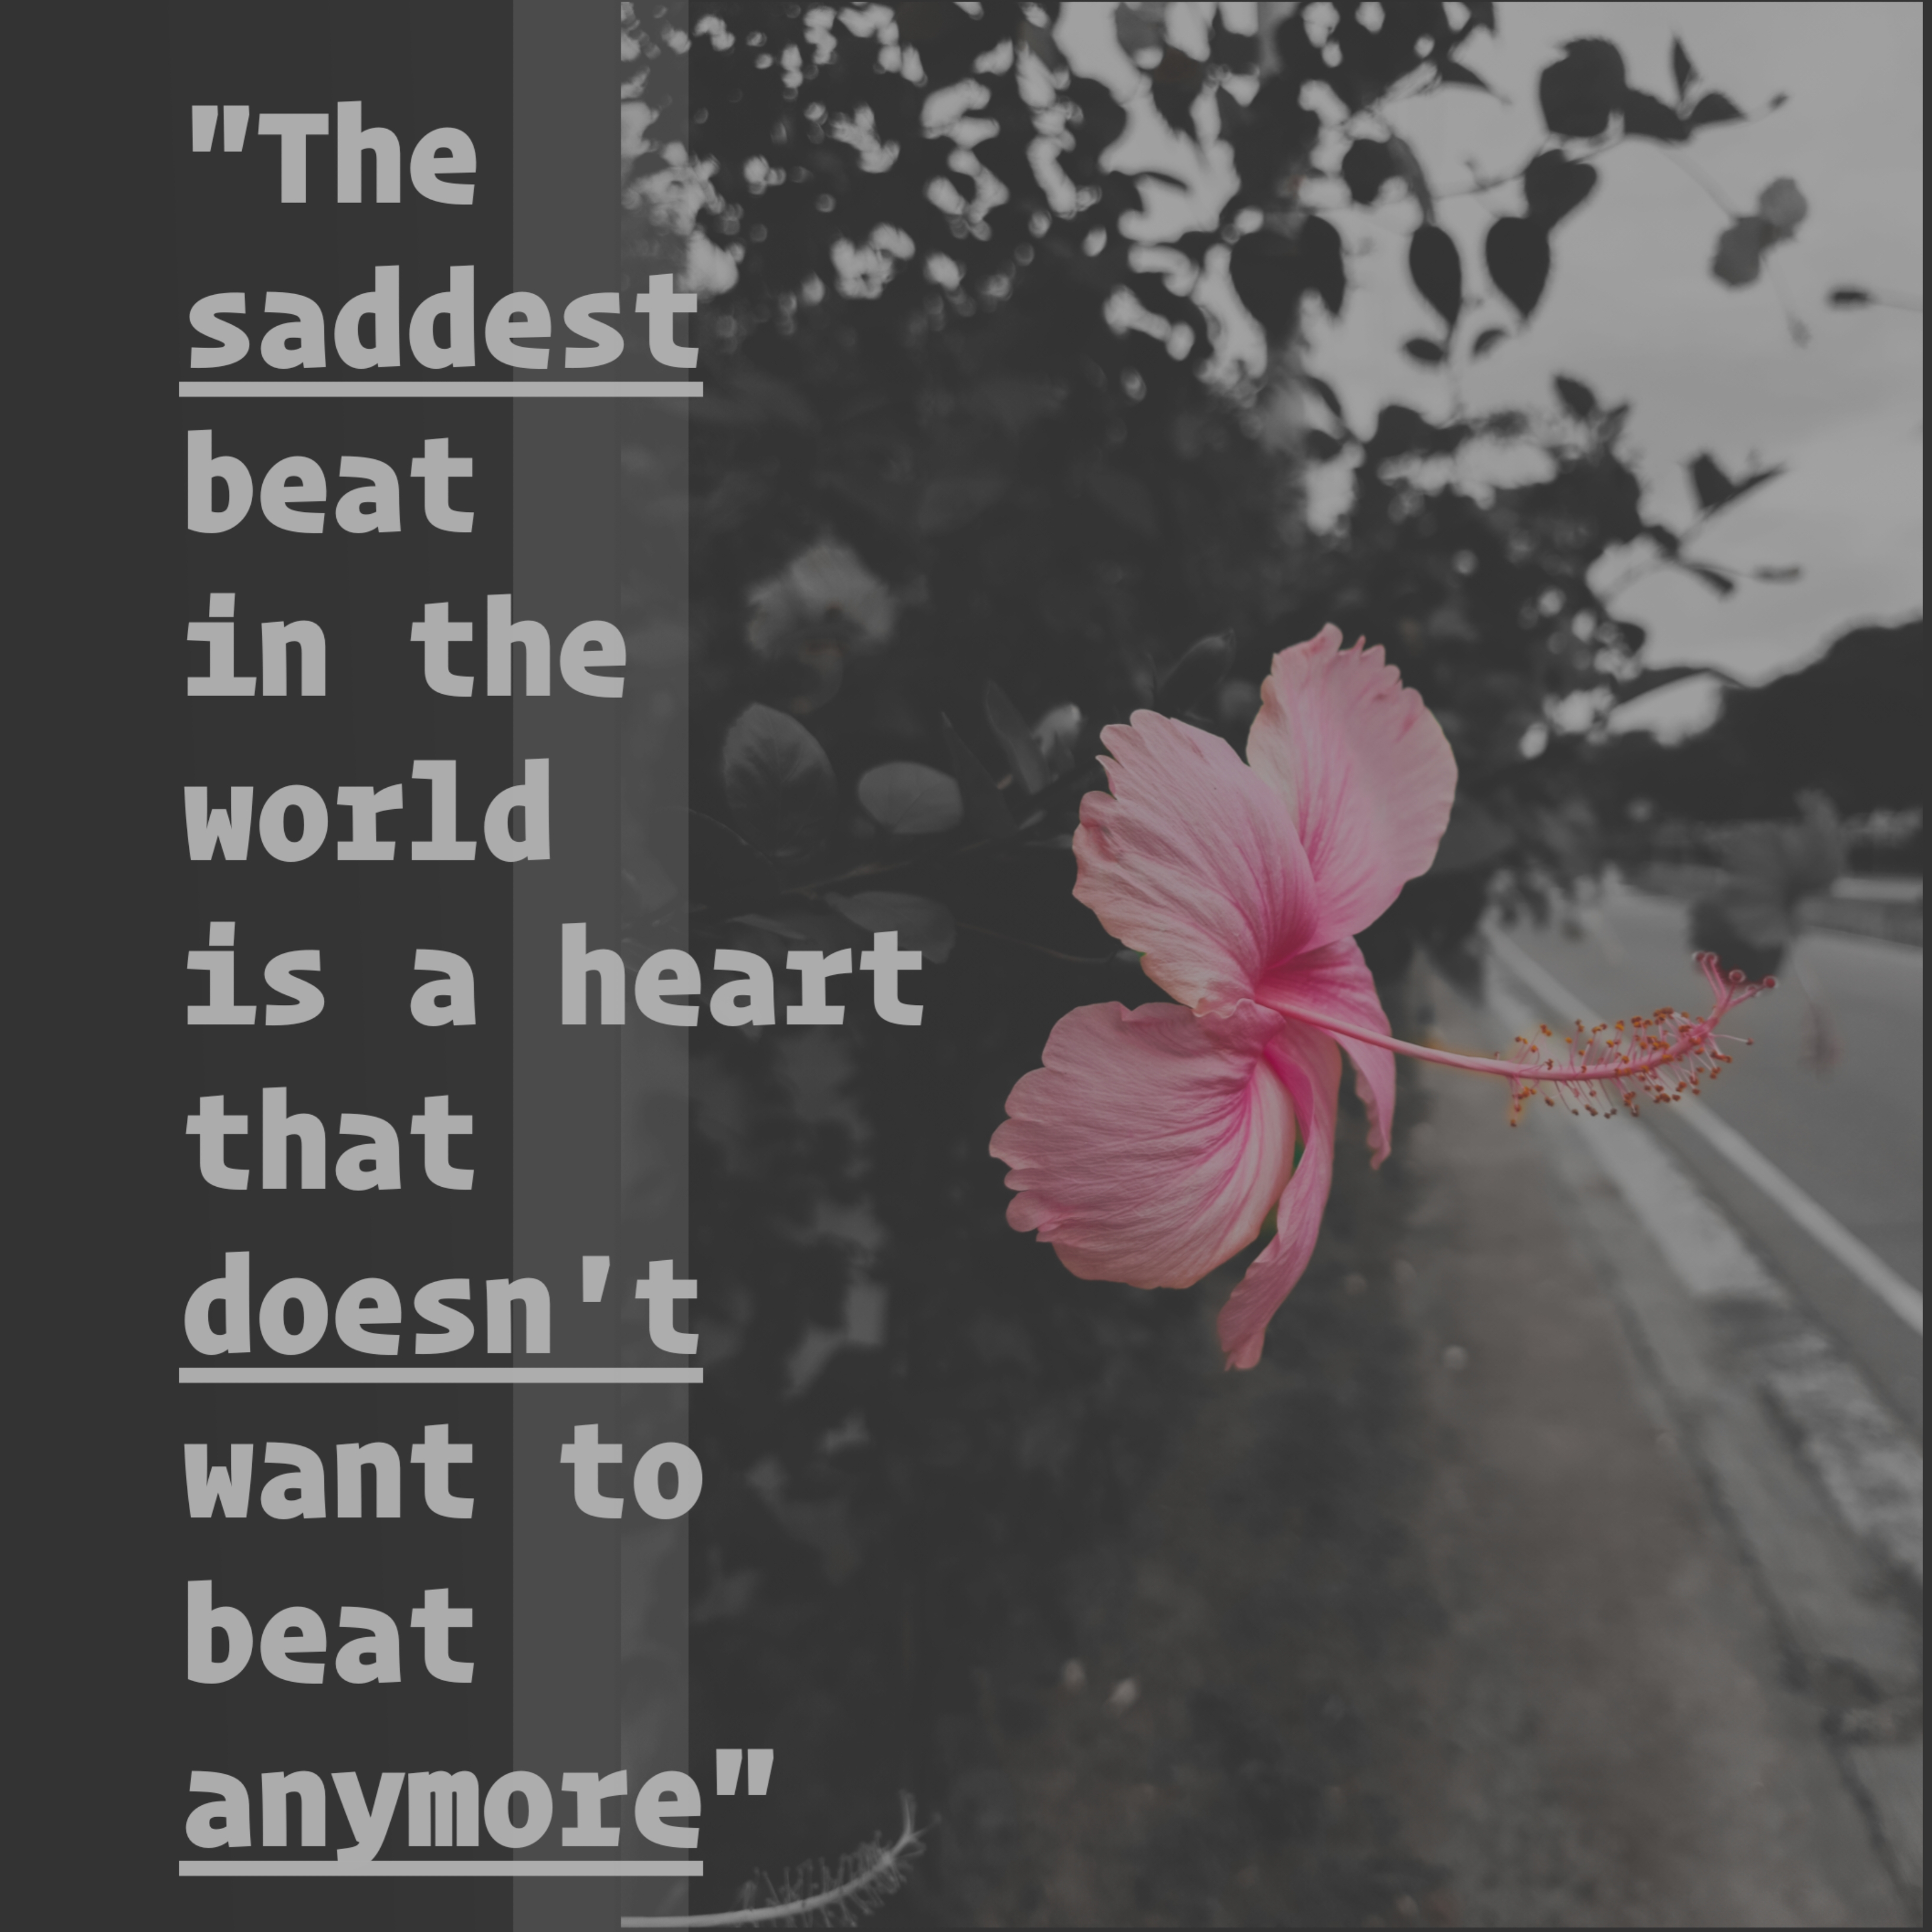 "The
saddest
beat
in the
world
is a heart
that
doesn't
want to
beat
anymore"